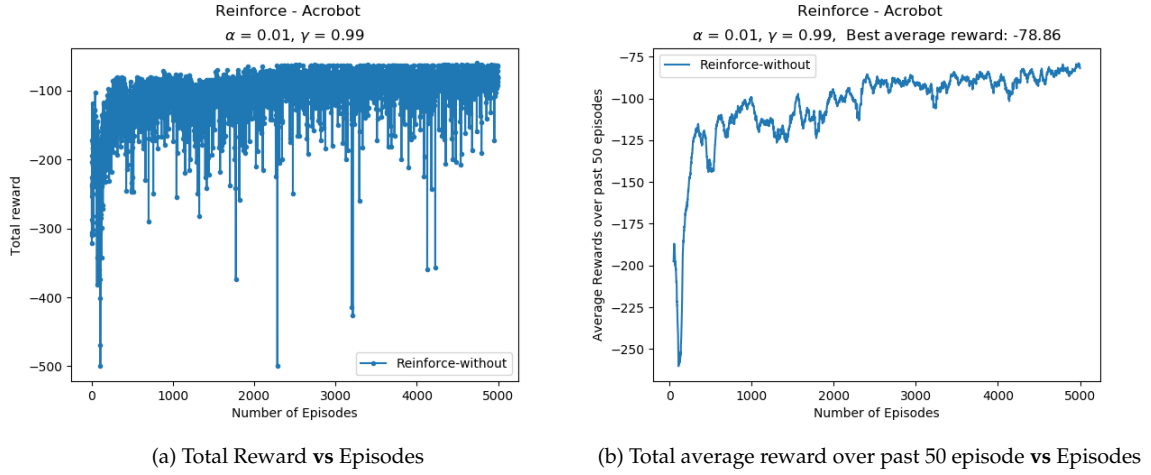 Reinforce - Acrobot
α = 0.01, γ = 0.99
Total reward
−100
−200
−300
−400
−500
Reinforce-without
0 1000 2000 3000 4000 5000
Number of Episodes
(a) Total Reward vs Episodes
Reinforce - Acrobot
α = 0.01, γ = 0.99, Best average reward: -78.86
Average Rewards over past 50 episodes
−75
−100
−125
−150
−175
−200
−225
−250
Reinforce-without
0 1000 2000 3000 4000 5000
Number of Episodes
(b) Total average reward over past 50 episode vs Episodes